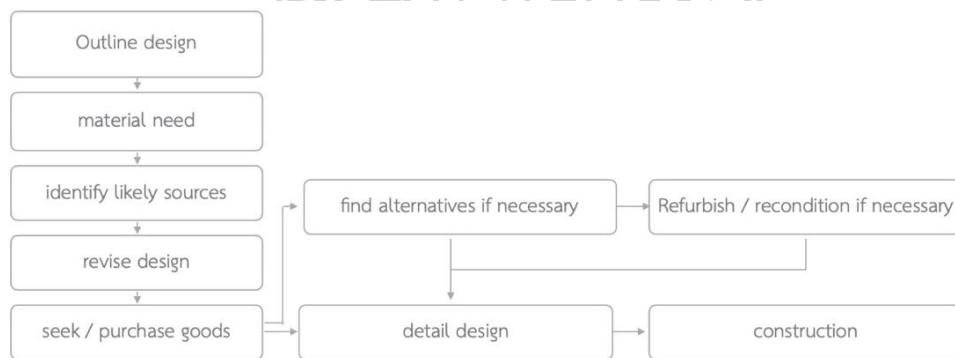 Outline design
material need
identify likely sources
revise design
seek / purchase goods
find alternatives if necessary
Refurbish / recondition if necessary
detail design
construction